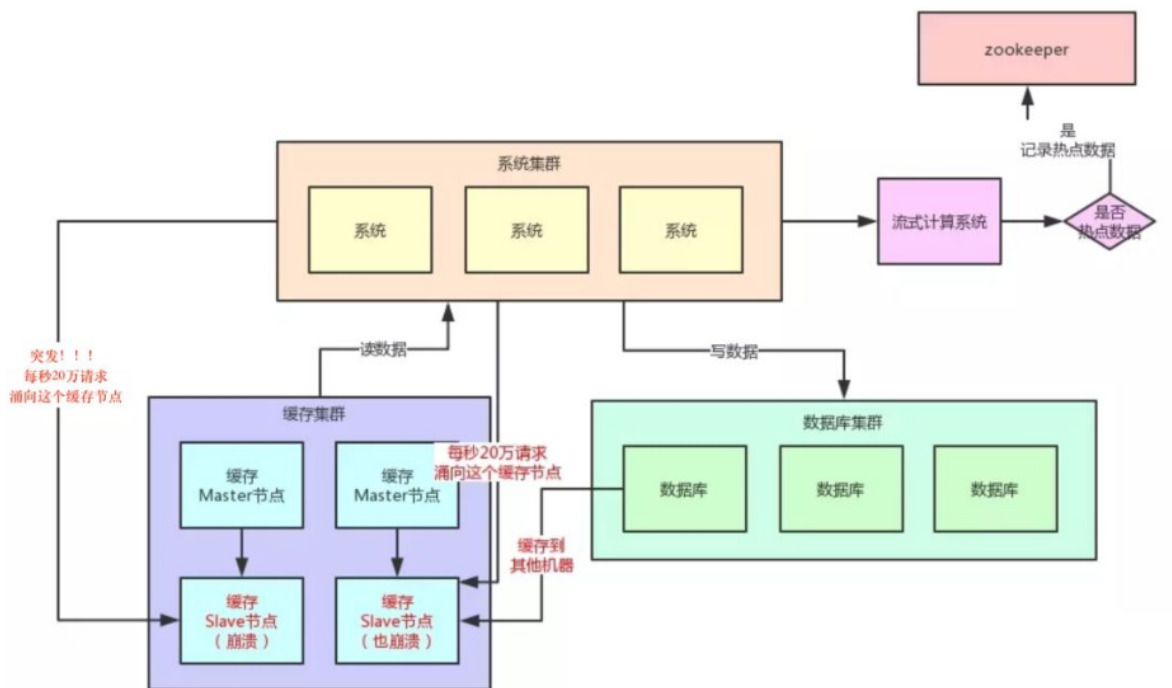 zookeeper
是
记录热点数据
系统集群
系统
系统
系统
流式计算系统
是否
热点数据
突发！！！
每秒20万请求
涌向这个缓存节点
读数据
写数据
缓存集群
数据库集群
缓存
Master节点
缓存
Master节点
每秒20万请求
涌向这个缓存节点
数据库
数据库
数据库
缓存到
其他机器
缓存
Slave节点
（崩溃）
缓存
Slave节点
（也崩溃）